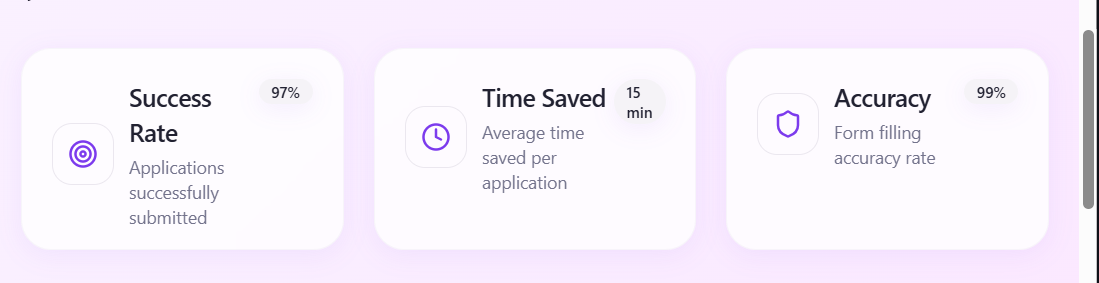 Success
Rate
97%
Applications
successfully
submitted
Time Saved
15
min
Average time
saved per
application
Accuracy
99%
Form filling
accuracy rate